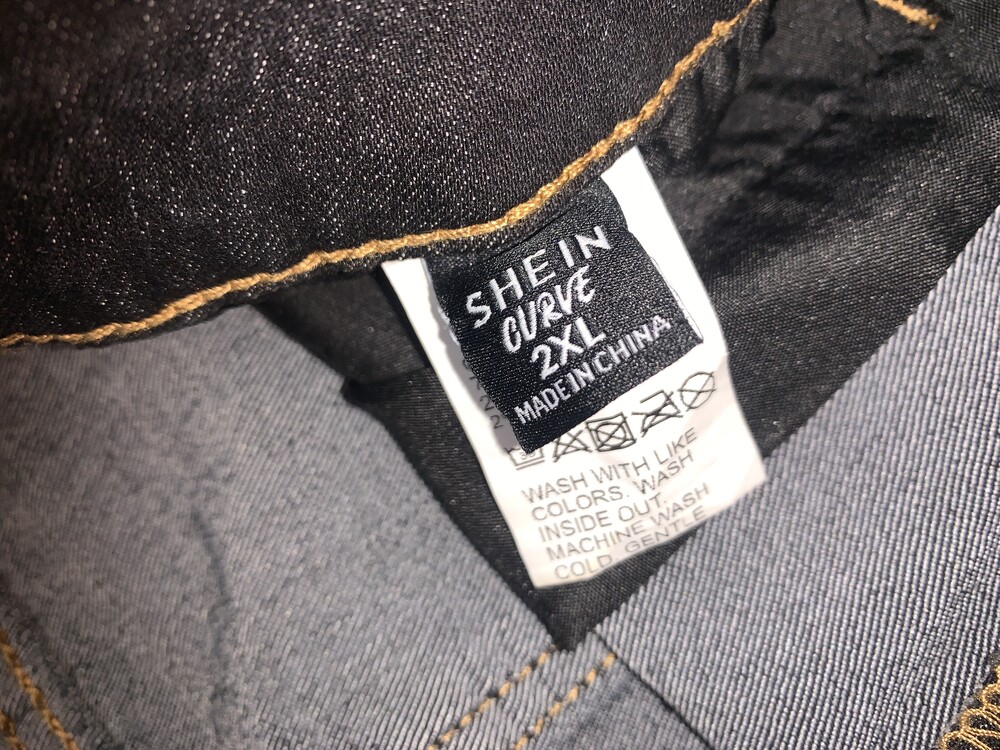 SHEIN
CURVE
2XL
MADE IN CHINA
WASH WITH LIKE
COLORS. WASH
INSIDE OUT.
MACHINE WASH
COLD. GENTLE